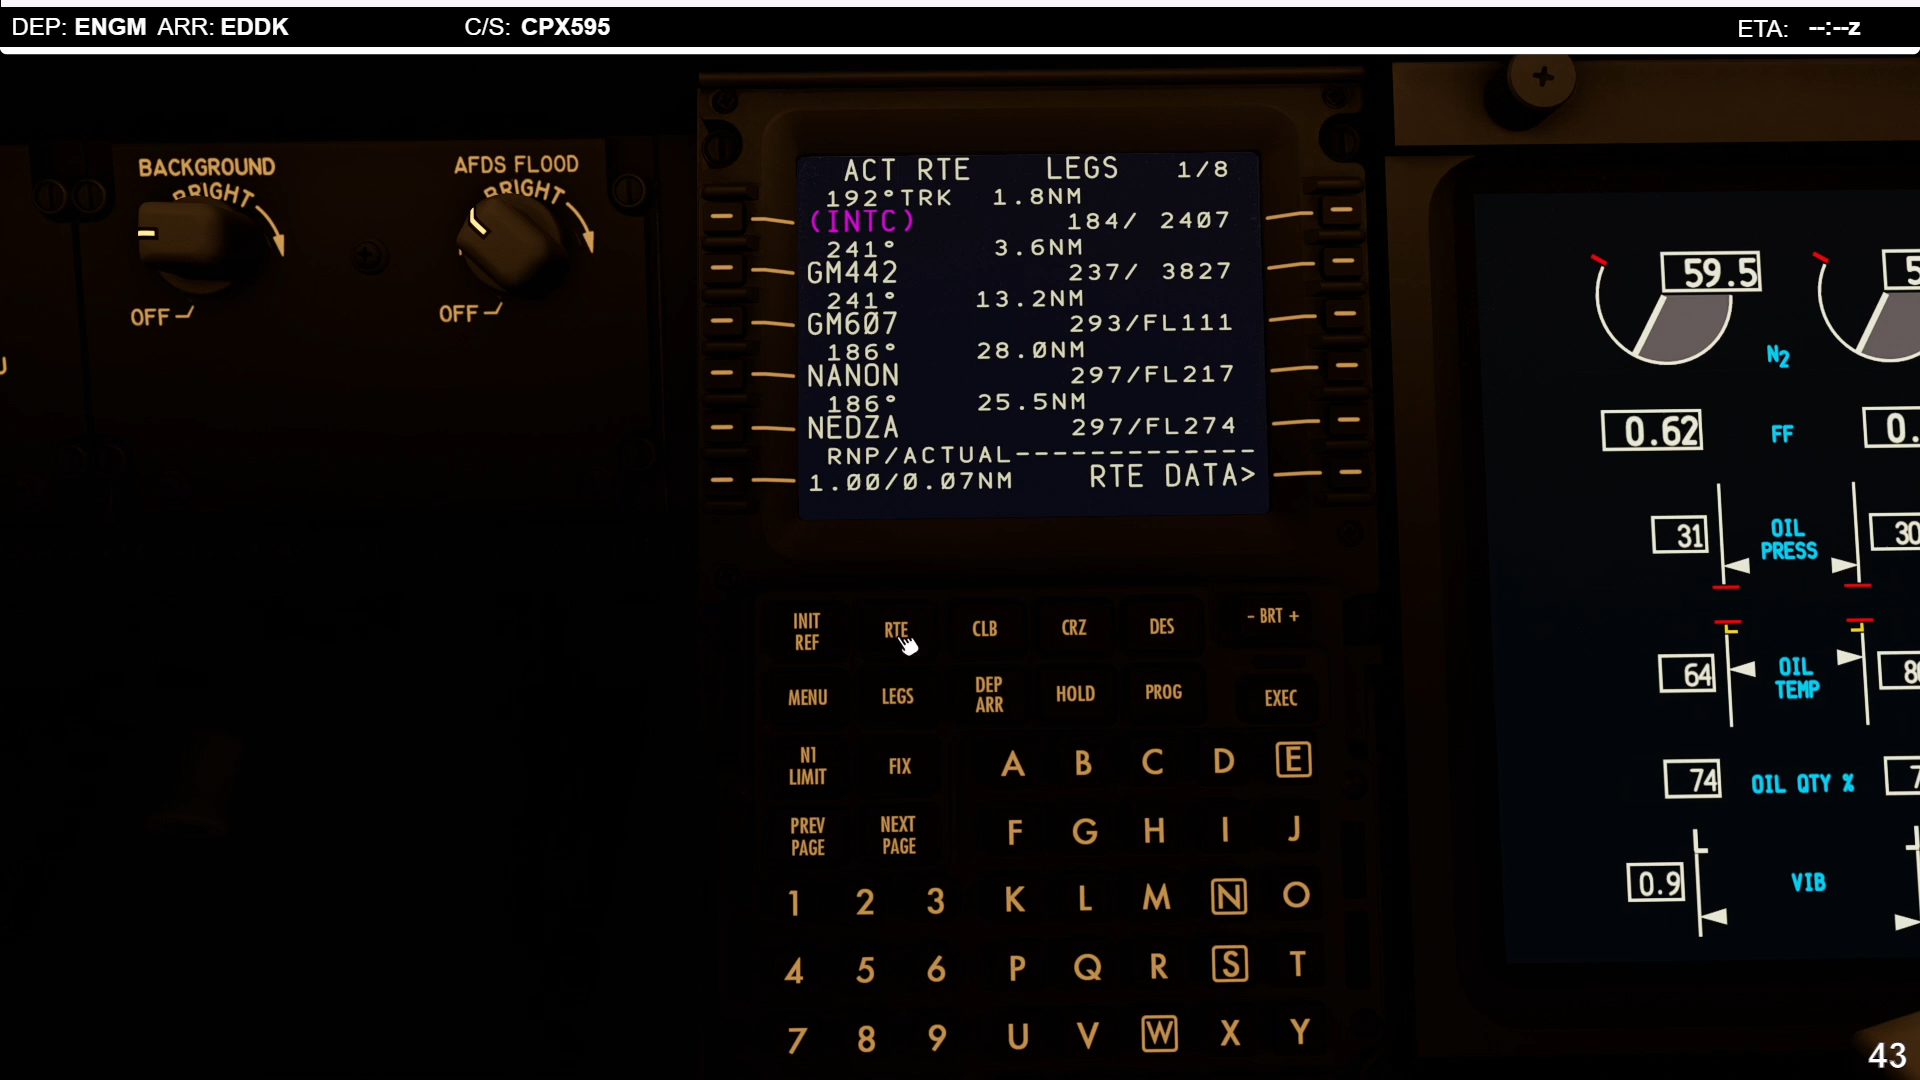 DEP: ENGM ARR: EDDK C/S: CPX595 ETA: --:--z
BACKGROUND
BRIGHT
OFF
AFDS FLOOD
BRIGHT
OFF
ACT RTE LEGS 1/8
192°TRK 1.8NM
(INTC) 184/ 2407
241° 3.6NM
GM442 237/ 3827
241° 13.2NM
GM607 293/FL111
186° 28.0NM
NANON 297/FL217
186° 25.5NM
NEDZA 297/FL274
RNP/ACTUAL-------------
1.00/0.07NM RTE DATA>
INIT REF RTE CLB CRZ DES - BRT +
MENU LEGS DEP ARR HOLD PROG EXEC
N1 LIMIT FIX A B C D E
PREV PAGE NEXT PAGE F G H I J
1 2 3 K L M N O
4 5 6 P Q R S T
7 8 9 U V W X Y
59.5 N2
0.62 FF 0.
31 OIL PRESS 30
64 OIL TEMP
74 OIL QTY %
0.9 VIB
43